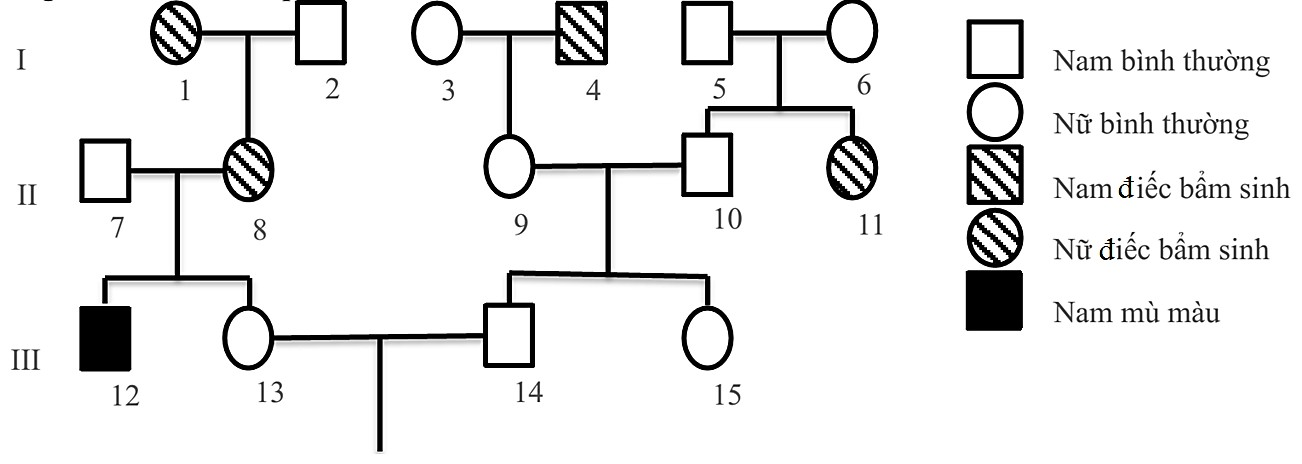 I
1
2
3
4
5
6
II
7
8
9
10
11
III
12
13
14
15
Nam bình thường
Nữ bình thường
Nam điếc bẩm sinh
Nữ điếc bẩm sinh
Nam mù màu